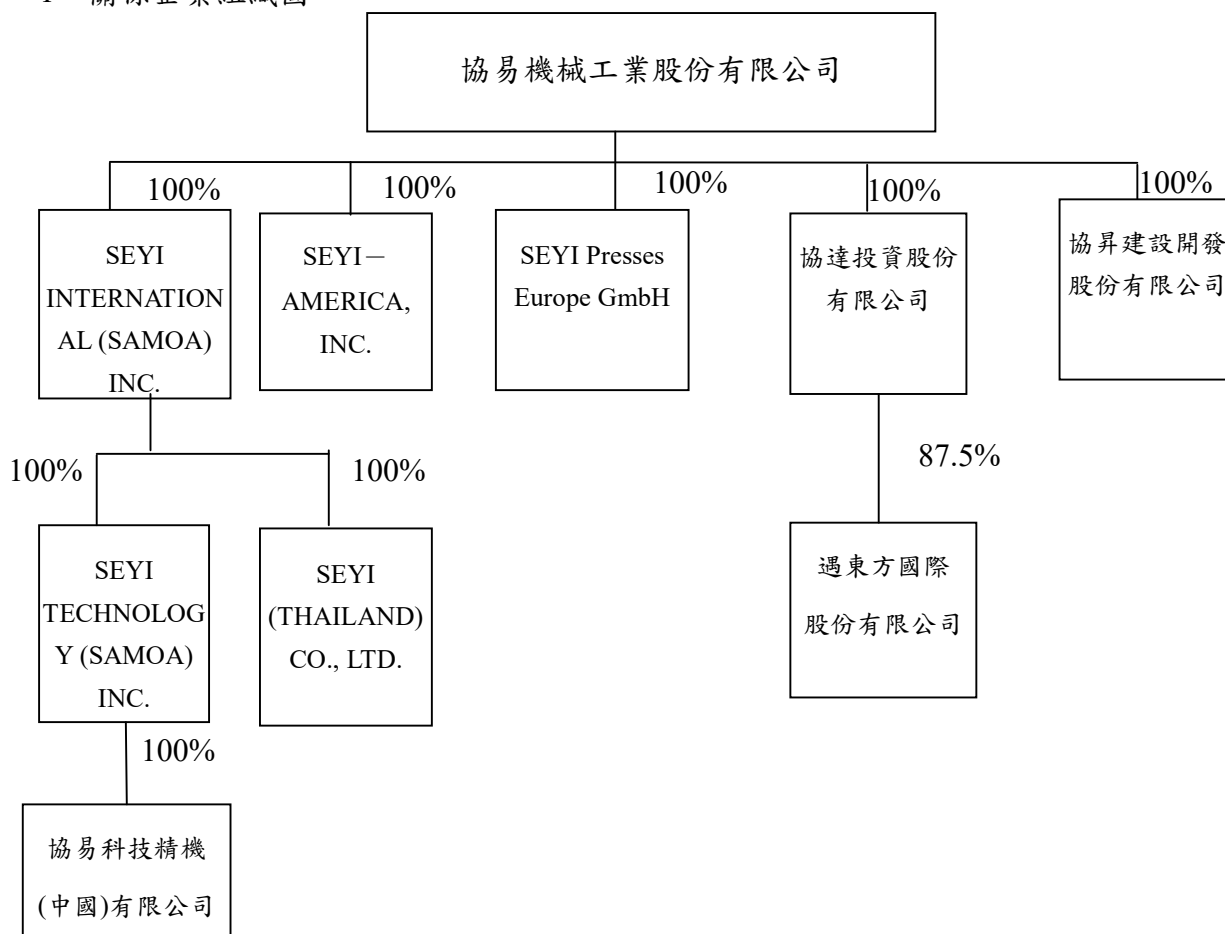 協易機械工業股份有限公司
100%
100%
100%
100%
100%
SEYI
INTERNATION
AL (SAMOA)
INC.
SEYI－
AMERICA,
INC.
SEYI Presses
Europe GmbH
協達投資股份
有限公司
協昇建設開發
股份有限公司
100%
100%
87.5%
SEYI
TECHNOLOG
Y (SAMOA)
INC.
SEYI
(THAILAND)
CO., LTD.
遇東方國際
股份有限公司
100%
協易科技精機
(中國)有限公司